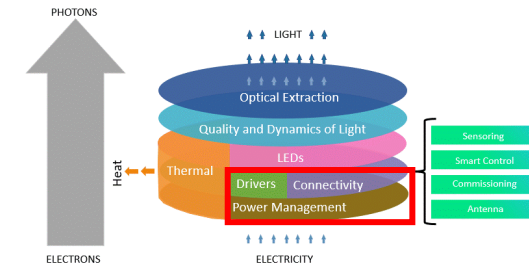 PHOTONS
LIGHT
Optical Extraction
Quality and Dynamics of Light
LEDs
Thermal
Heat
Drivers
Connectivity
Power Management
Sensoring
Smart Control
Commissioning
Antenna
ELECTRONS
ELECTRICITY